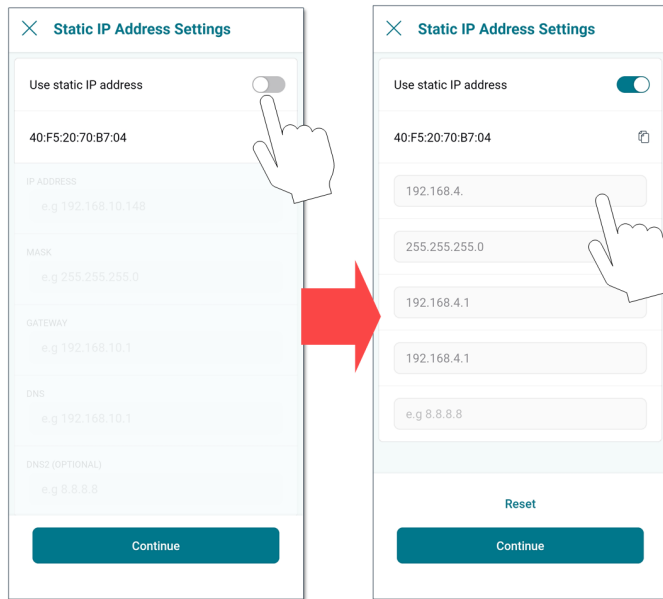 Static IP Address Settings
Use static IP address
40:F5:20:70:B7:04
IP ADDRESS
e.g 192.168.10.148
MASK
e.g 255.255.255.0
GATEWAY
e.g 192.168.10.1
DNS
e.g 192.168.10.1
DNS2 (OPTIONAL)
e.g 8.8.8.8
Continue
Static IP Address Settings
Use static IP address
40:F5:20:70:B7:04
192.168.4.
255.255.255.0
192.168.4.1
192.168.4.1
e.g 8.8.8.8
Reset
Continue